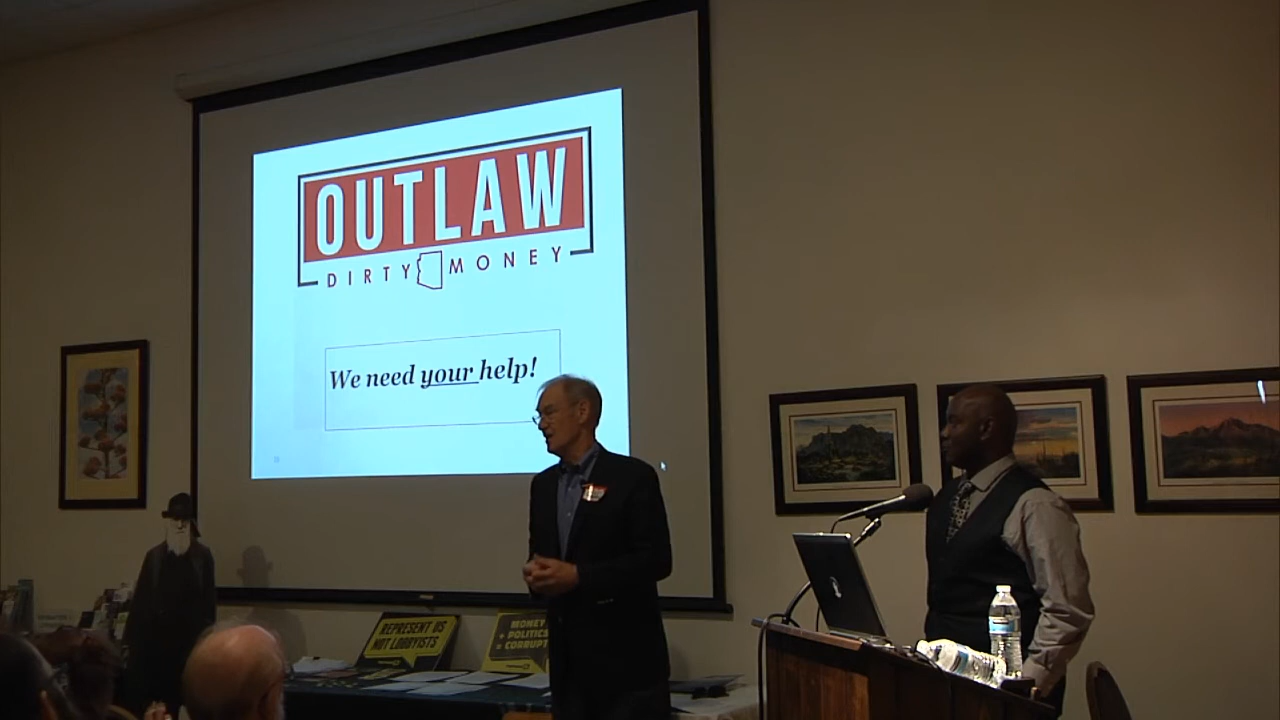 OUTLAW
DIRTY MONEY
We need your help!
REPRESENT US
NOT LOBBYISTS
MONEY
+ POLITICS
= CORRUPT